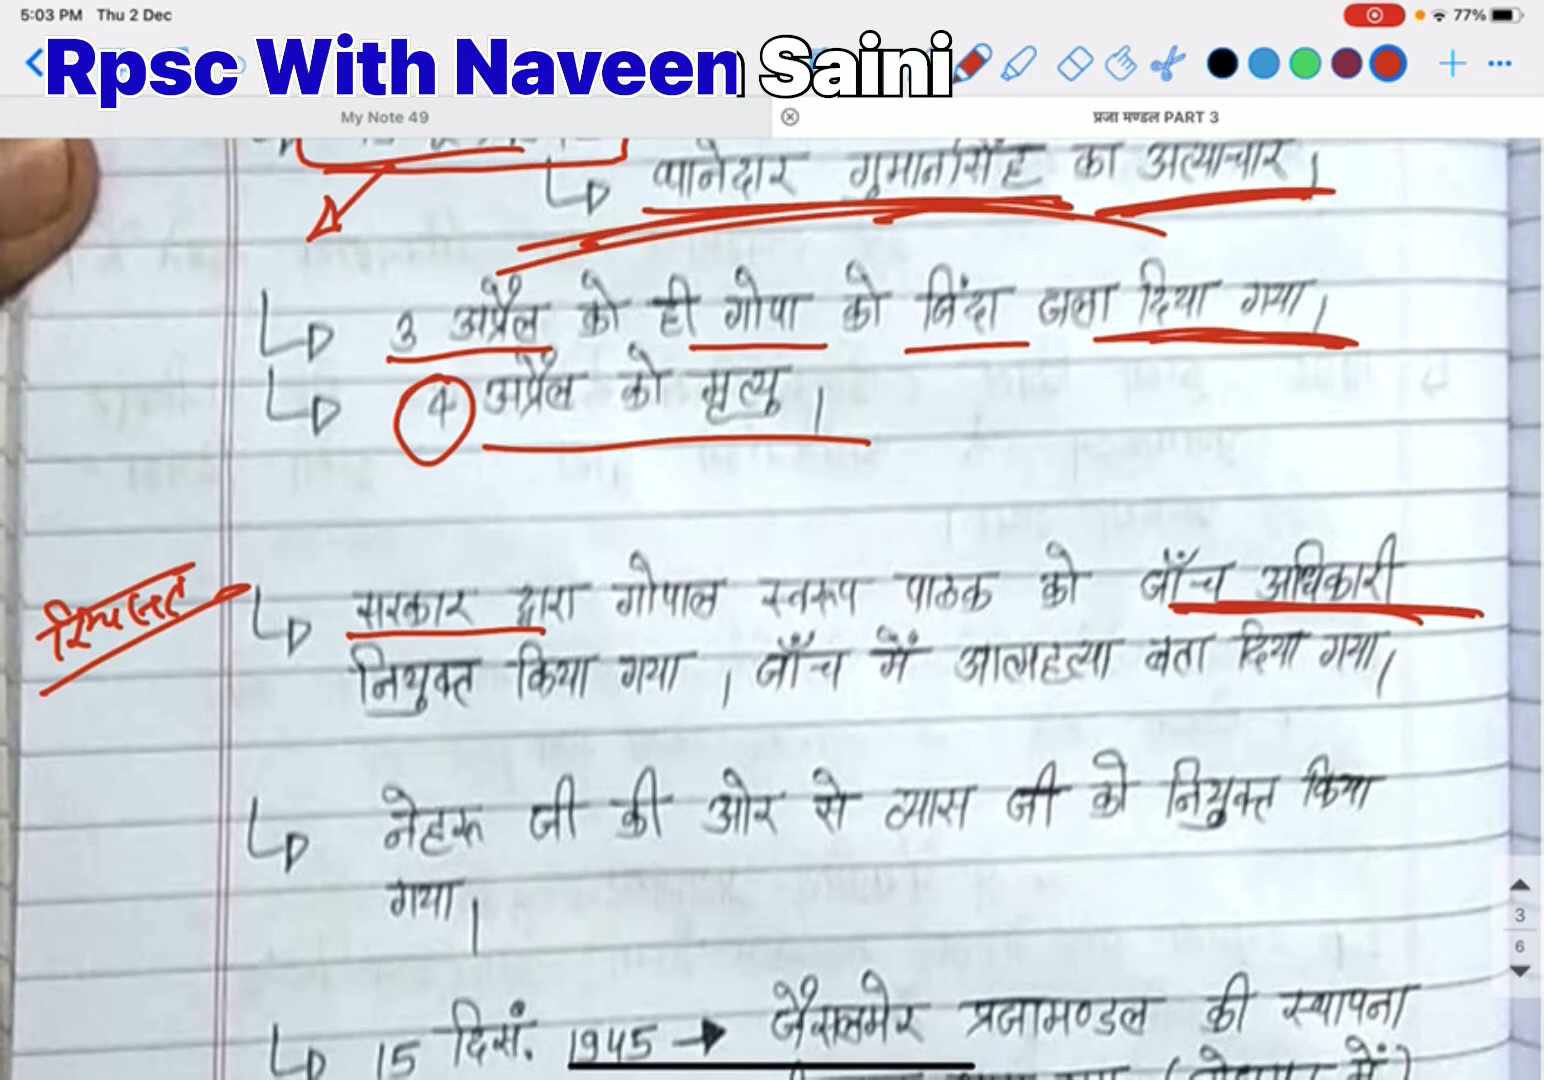 5:03 PM Thu 2 Dec
77%
Rpsc With Naveen Saini
My Note 49
प्रजा मण्डल PART 3
थानेदार गुमानसिंह का अत्याचार।
3 अप्रैल को ही गोपा को जिंदा जला दिया गया।
4 अप्रैल को मृत्यु।
सरकार द्वारा गोपाल स्वरूप पाठक को जाँच अधिकारी
नियुक्त किया गया। जाँच में आत्महत्या बता दिया गया।
नेहरू जी की ओर से व्यास जी को नियुक्त किया
गया।
3
6
15 दिसं. 1945 → जैसलमेर प्रजामण्डल की स्थापना